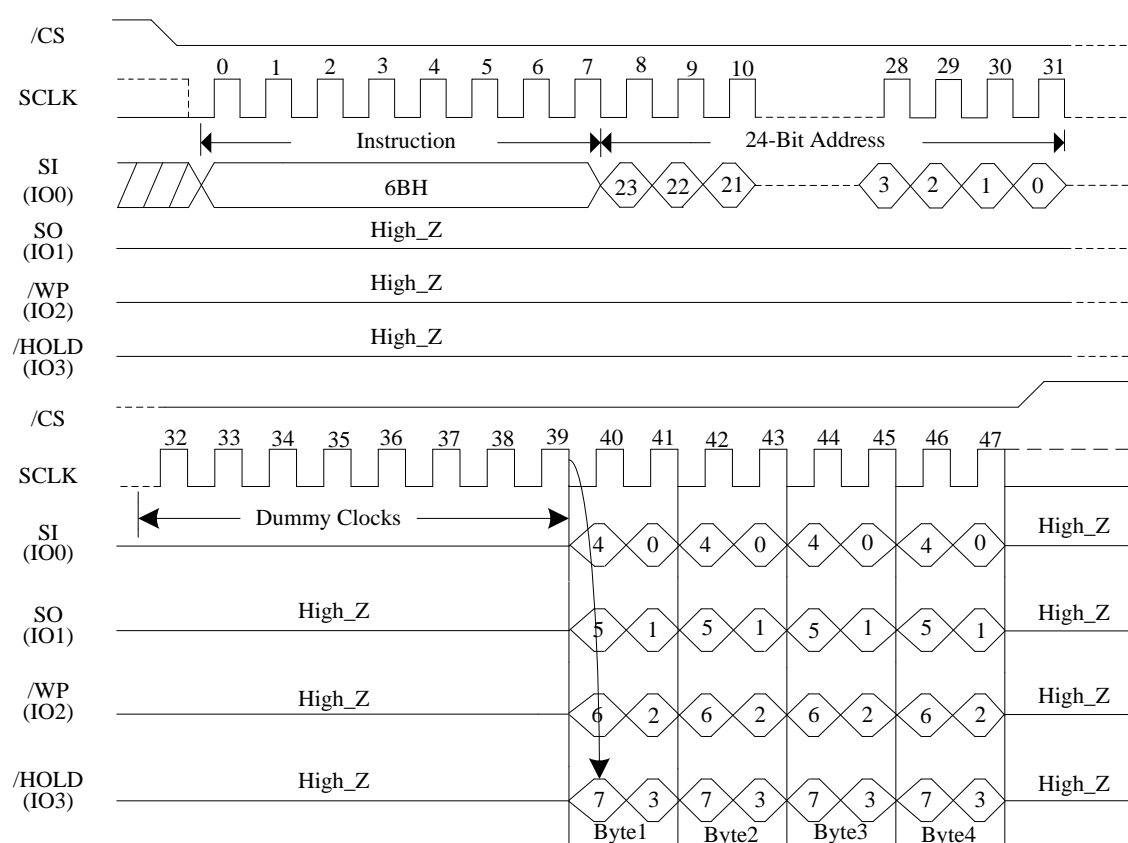 /CS
0 1 2 3 4 5 6 7 8 9 10 28 29 30 31
SCLK
Instruction 24-Bit Address
SI
(IO0)
6BH 23 22 21 3 2 1 0
SO
(IO1)
High_Z
/WP
(IO2)
High_Z
/HOLD
(IO3)
High_Z
/CS
32 33 34 35 36 37 38 39 40 41 42 43 44 45 46 47
SCLK
Dummy Clocks
SI
(IO0)
4 0 4 0 4 0 4 0 High_Z
SO
(IO1)
High_Z 5 1 5 1 5 1 5 1 High_Z
/WP
(IO2)
High_Z 6 2 6 2 6 2 6 2 High_Z
/HOLD
(IO3)
High_Z 7 3 7 3 7 3 7 3 High_Z
Byte1 Byte2 Byte3 Byte4